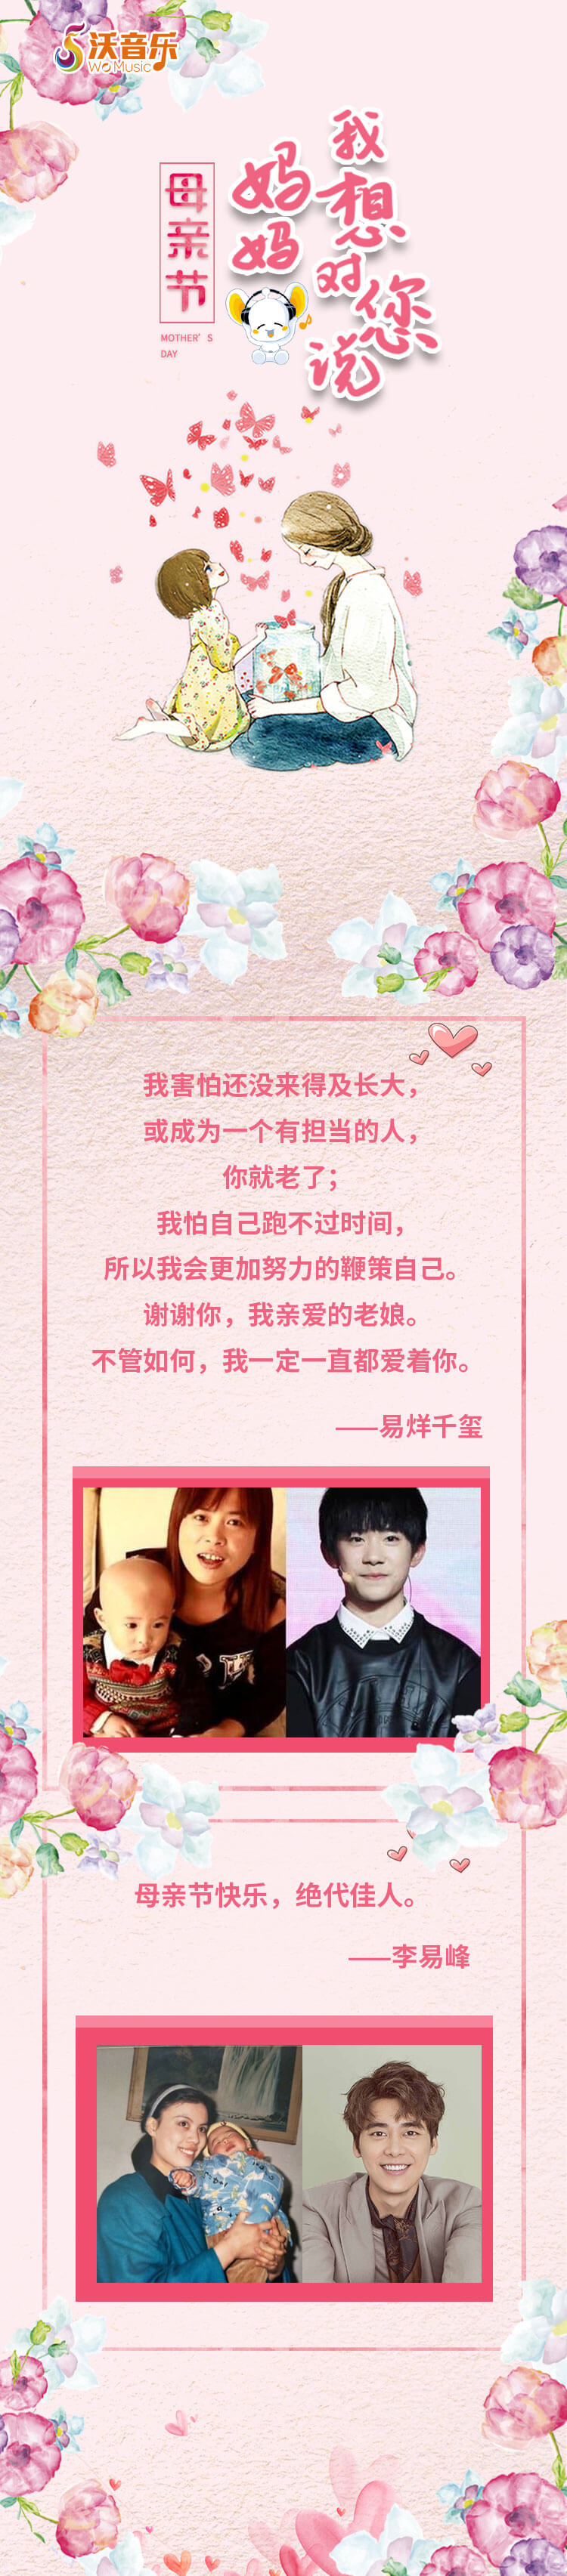 沃音乐
WO Music
母亲节
MOTHER'S
DAY
妈妈
我想对您说
我害怕还没来得及长大，
或成为一个有担当的人，
你就老了；
我怕自己跑不过时间，
所以我会更加努力的鞭策自己。
谢谢你，我亲爱的老娘。
不管如何，我一定一直都爱着你。
——易烊千玺
母亲节快乐，绝代佳人。
——李易峰